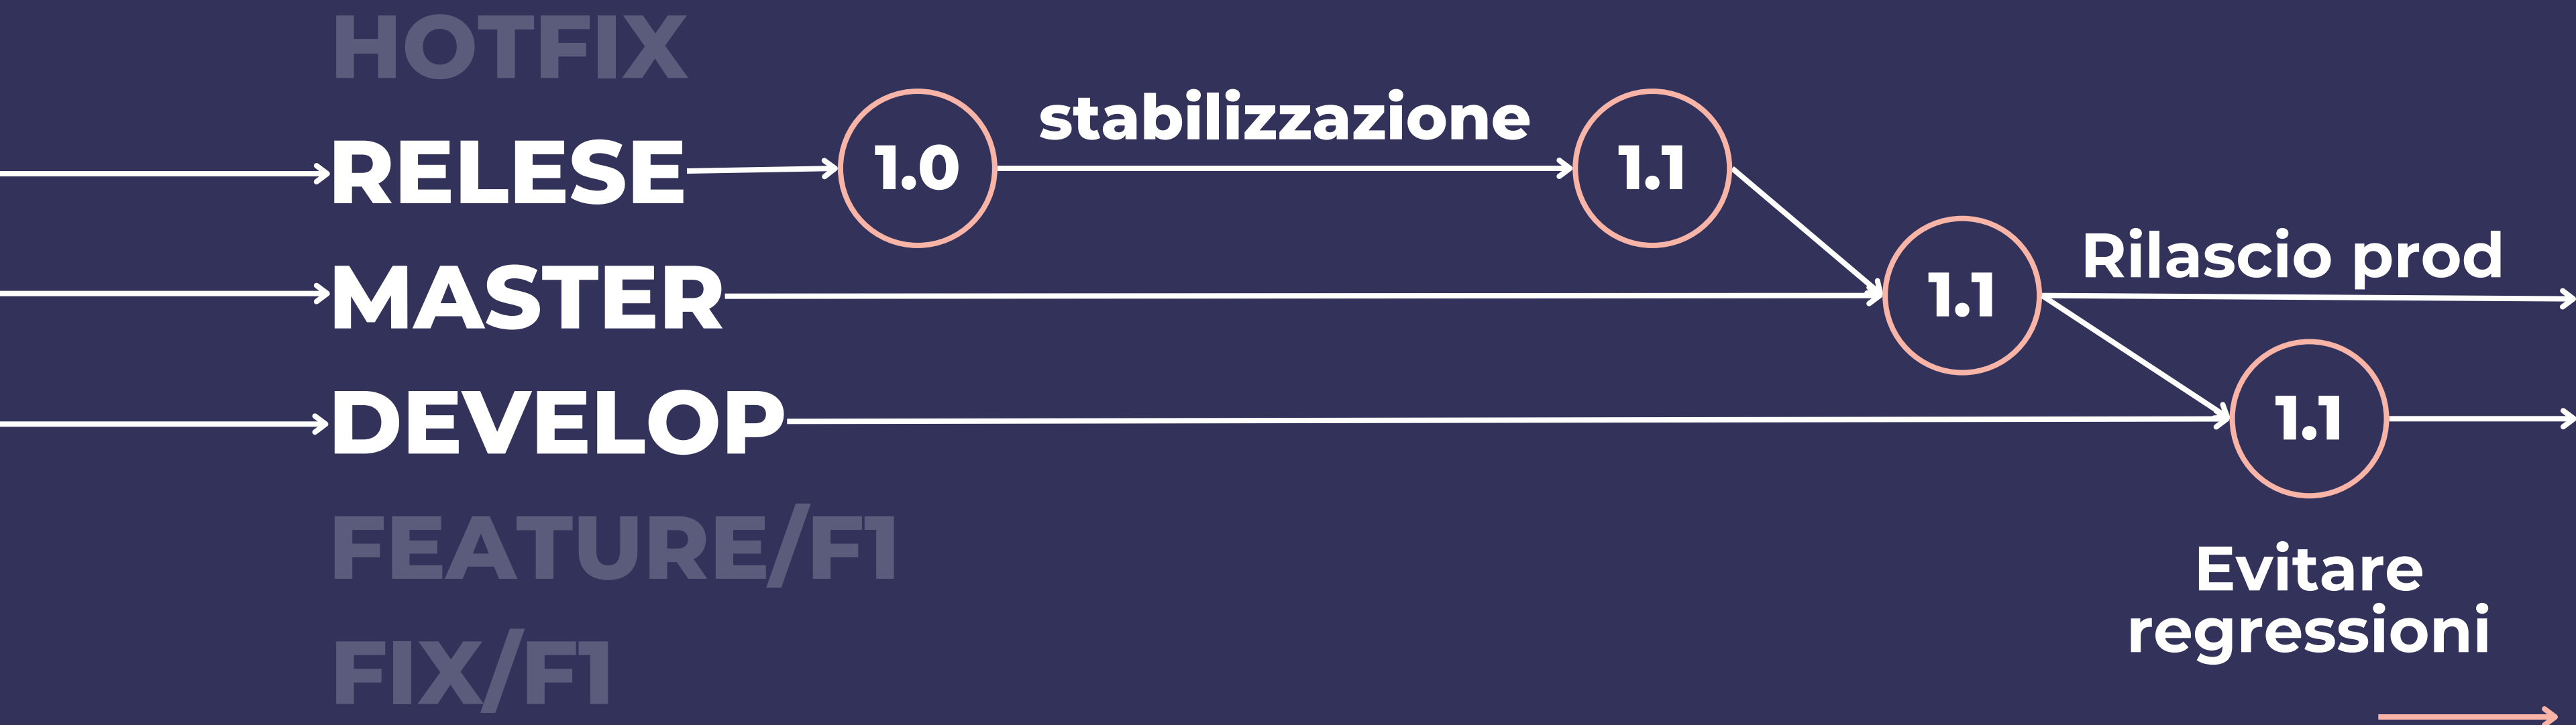 HOTFIX
RELESE
1.0
stabilizzazione
1.1
MASTER
1.1
Rilascio prod
DEVELOP
1.1
FEATURE/F1
Evitare
regressioni
FIX/F1